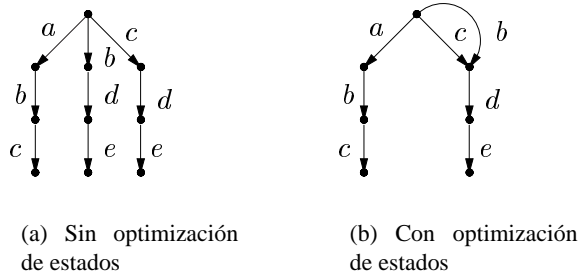 a c b
b b d d d
c c e e e
(a) Sin optimización (b) Con optimización
de estados de estados